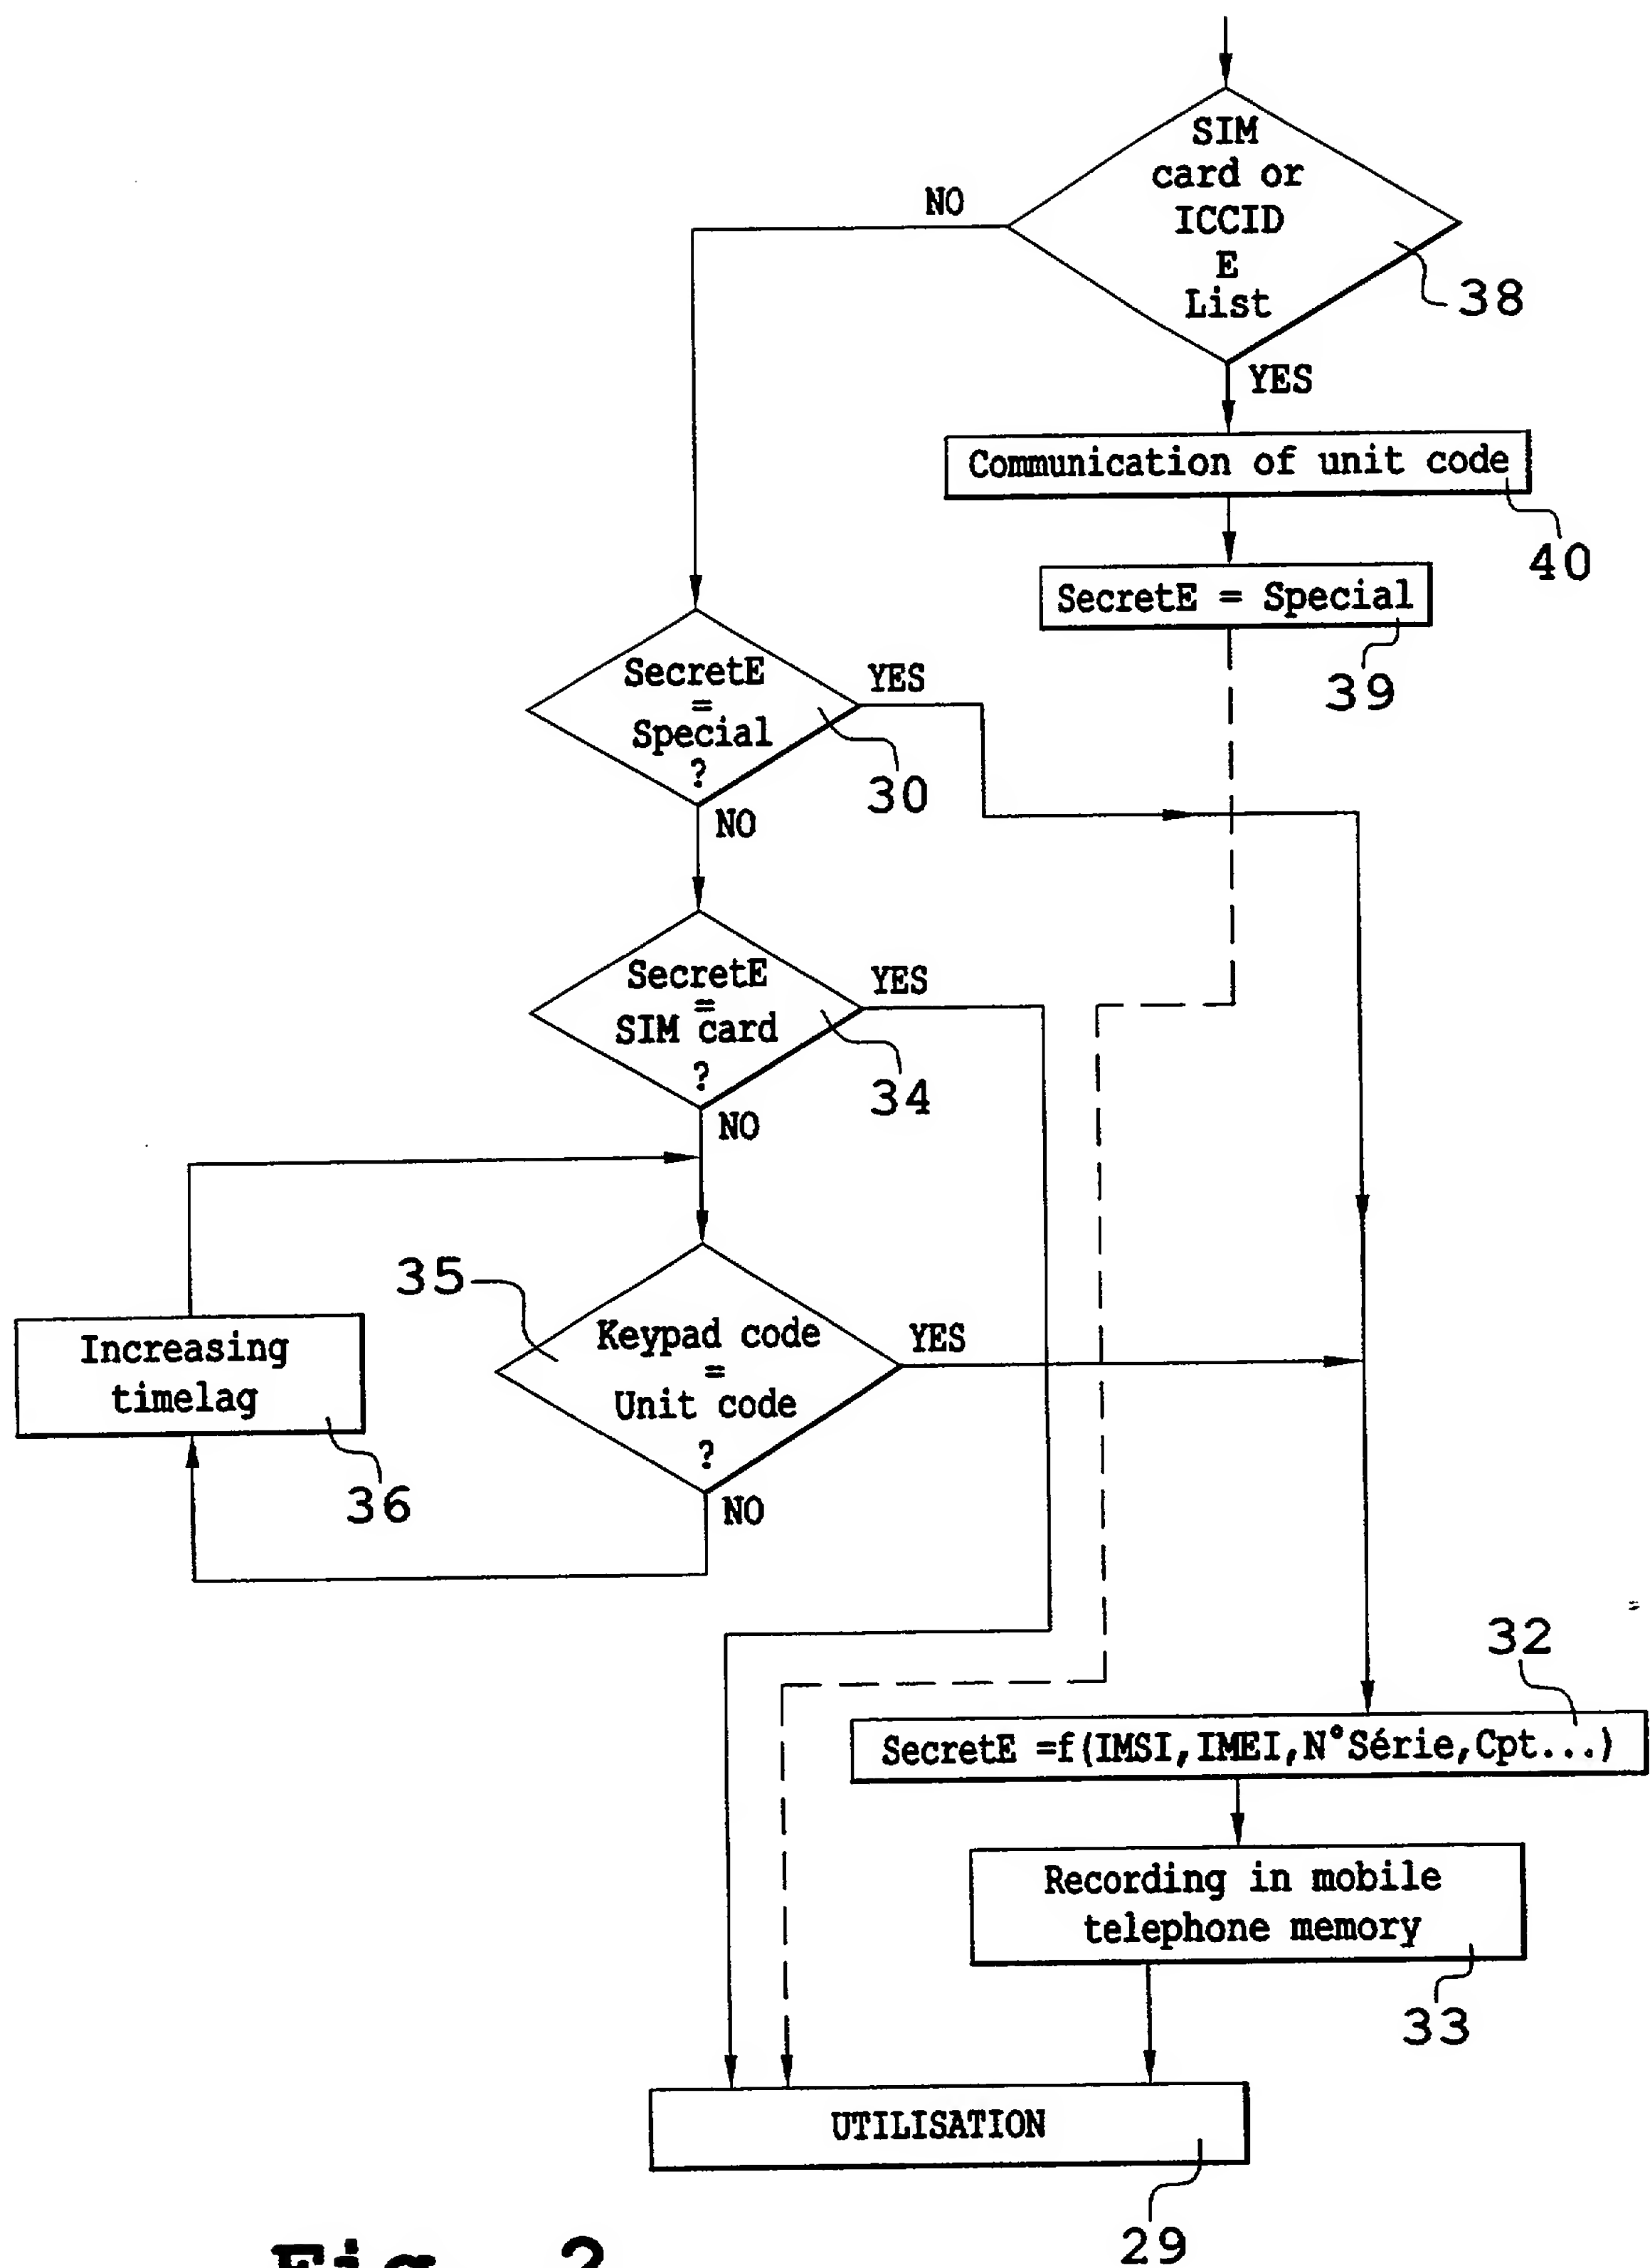 SIM
card or
ICCID
E
List
38
NO
YES
Communication of unit code
40
SecretE = Special
39
SecretE
=
Special
?
30
YES
NO
SecretE
=
SIM card
?
34
YES
NO
35
Keypad code
=
Unit code
?
YES
NO
Increasing
timelag
36
32
SecretE =f(IMSI,IMEI,N°Série,Cpt...)
Recording in mobile
telephone memory
33
UTILISATION
29
Fig. 2